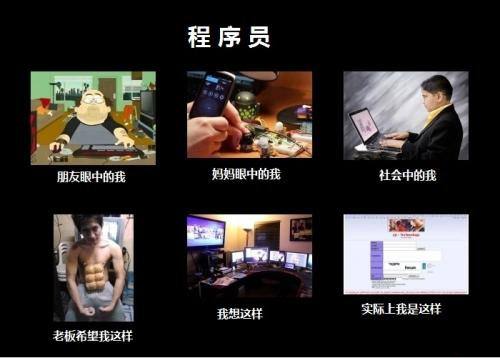 程序员
朋友眼中的我
妈妈眼中的我
社会中的我
老板希望我这样
我想这样
实际上我是这样